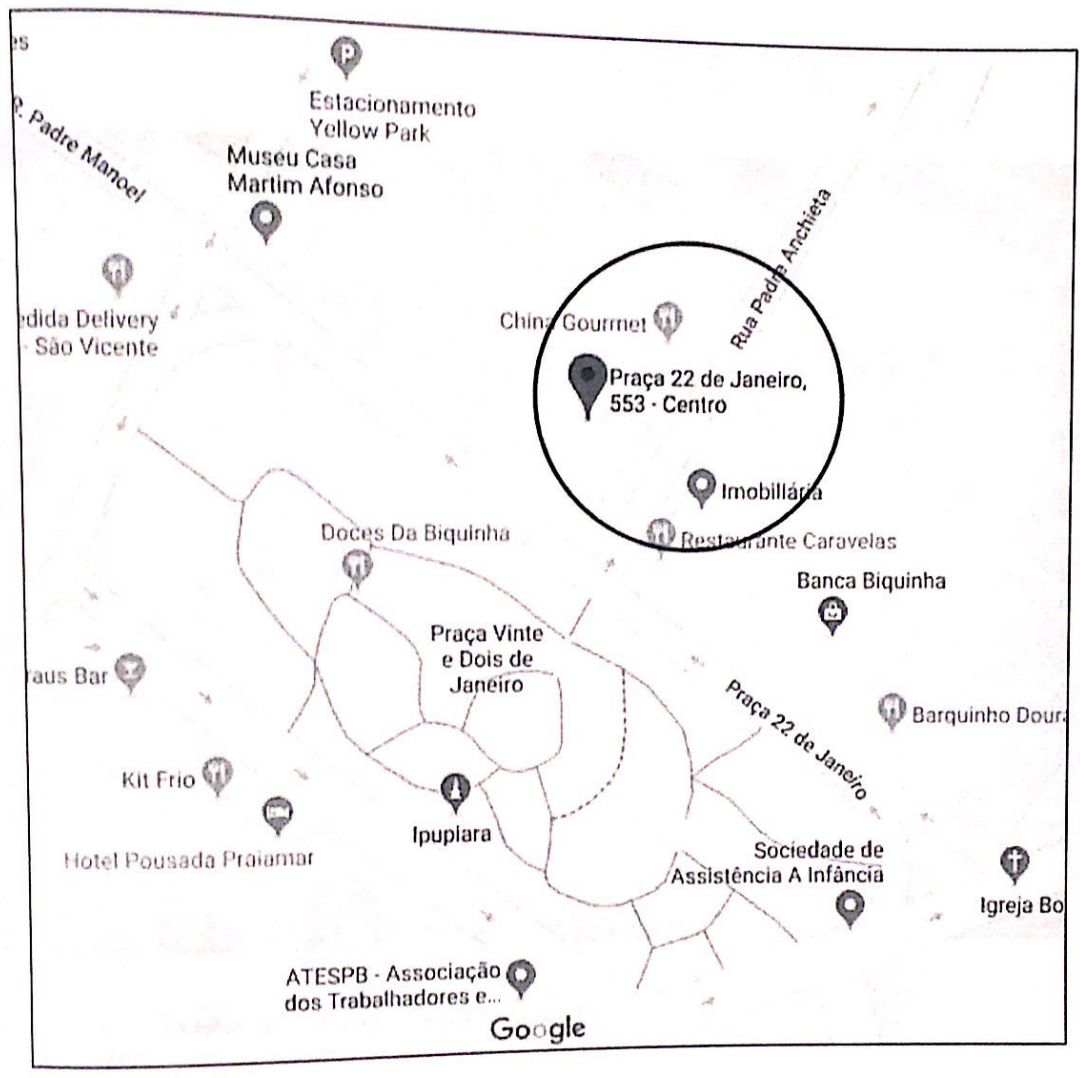 es
R. Padre Manoel
P
Estacionamento
Yellow Park
Museu Casa
Martim Afonso
edida Delivery
- São Vicente
Rua Padre Anchieta
China Gourmet
Praça 22 de Janeiro,
553 - Centro
Imobillária
Restaurante Caravelas
Doces Da Biquinha
Banca Biquinha
Praça Vinte
e Dois de
Janeiro
raus Bar
Praça 22 de Janeiro
Barquinho Dour
Kit Frio
Ipupiara
Hotel Pousada Praiamar
Sociedade de
Assistência A Infância
Igreja Bo
ATESPB - Associação
dos Trabalhadores e...
Google